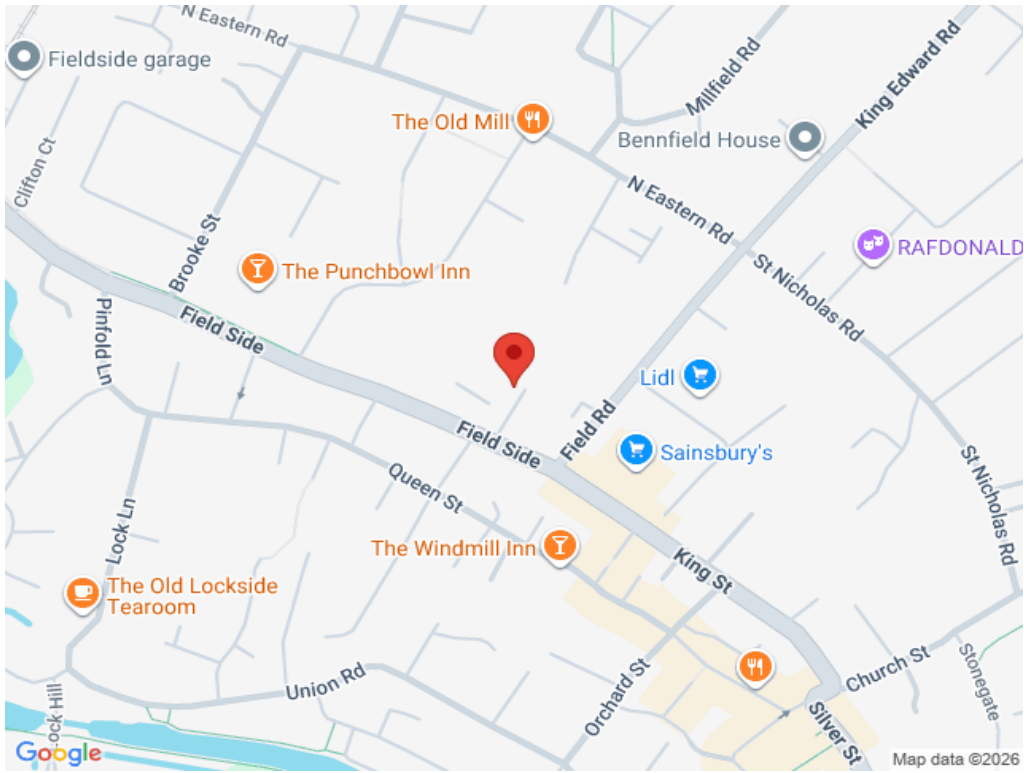 N Eastern Rd
Fieldside garage
Millfield Rd
King Edward Rd
The Old Mill
Bennfield House
Clifton Ct
N Eastern Rd
Brooke St
RAFDONALD
The Punchbowl Inn
St Nicholas Rd
Pinfold Ln
Field Side
Lidl
Field Rd
Field Side
Sainsbury's
Queen St
St Nicholas Rd
Lock Ln
The Windmill Inn
King St
The Old Lockside
Tearoom
Church St
Stonegate
Union Rd
Orchard St
ock Hill
Silver St
Google
Map data ©2026